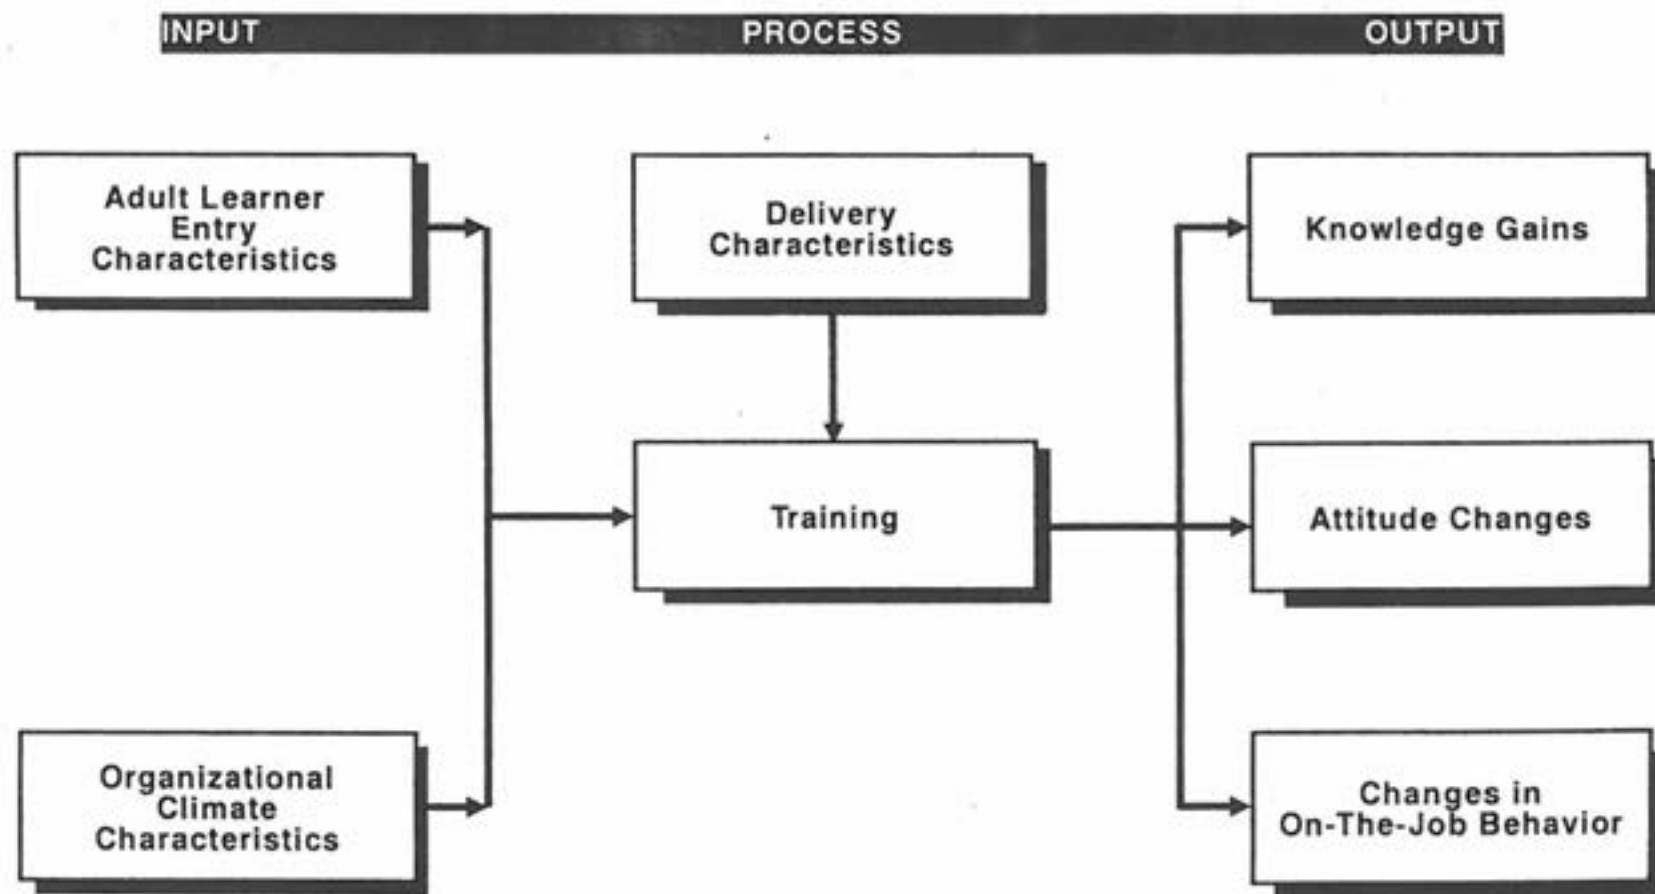 INPUT PROCESS OUTPUT
Adult Learner
Entry
Characteristics
Delivery
Characteristics
Knowledge Gains
Training
Attitude Changes
Organizational
Climate
Characteristics
Changes in
On-The-Job Behavior